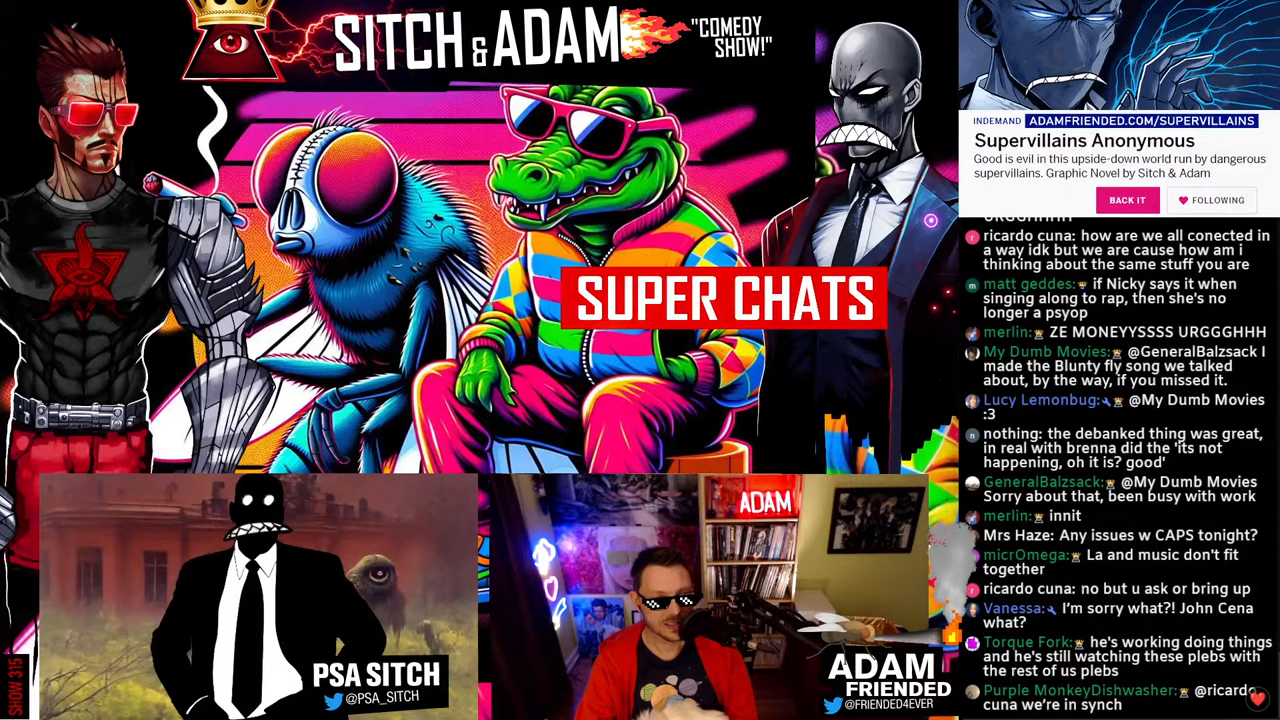 SITCH & ADAM
"COMEDY
SHOW!"
SUPER CHATS
PSA SITCH
@PSA_SITCH
SHOW 315
ADAM
ADAM
FRIENDED
@FRIENDED4EVER
INDEMAND ADAMFRIENDED.COM/SUPERVILLAINS
Supervillains Anonymous
Good is evil in this upside-down world run by dangerous
supervillains. Graphic Novel by Sitch & Adam
BACK IT
FOLLOWING
URGGHHHH
ricardo cuna: how are we all conected in
a way idk but we are cause how am i
thinking about the same stuff you are
matt geddes: if Nicky says it when
singing along to rap, then she's no
longer a psyop
merlin: ZE MONEYYSSSS URGGGHHH
My Dumb Movies: @GeneralBalzsack I
made the Blunty fly song we talked
about, by the way, if you missed it.
Lucy Lemonbug: @My Dumb Movies
:3
nothing: the debanked thing was great,
in real with brenna did the 'its not
happening, oh it is? good'
GeneralBalzsack: @My Dumb Movies
Sorry about that, been busy with work
merlin: innit
Mrs Haze: Any issues w CAPS tonight?
micrOmega: La and music don't fit
together
ricardo cuna: no but u ask or bring up
Vanessa: I'm sorry what?! John Cena
what?
Torque Fork: he's working doing things
and he's still watching these plebs with
the rest of us plebs
Purple MonkeyDishwasher: @ricardo
cuna we're in synch